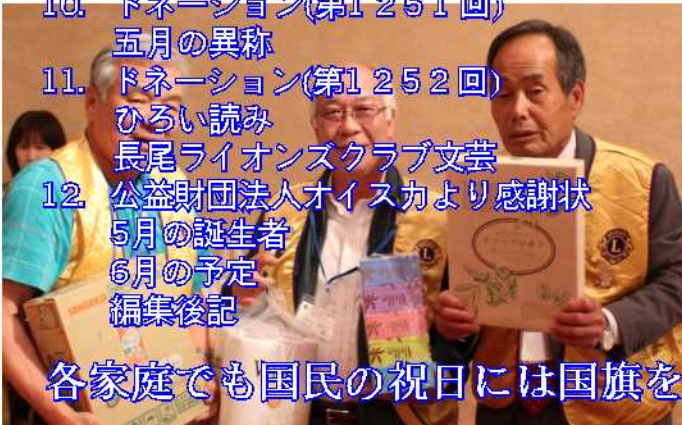 10. ドネーション(第1251回)
五月の異称
11. ドネーション(第1252回)
ひろい読み
長尾ライオンズクラブ文芸
12. 公益財団法人オイスカより感謝状
5月の誕生者
6月の予定
編集後記
各家庭でも国民の祝日には国旗を